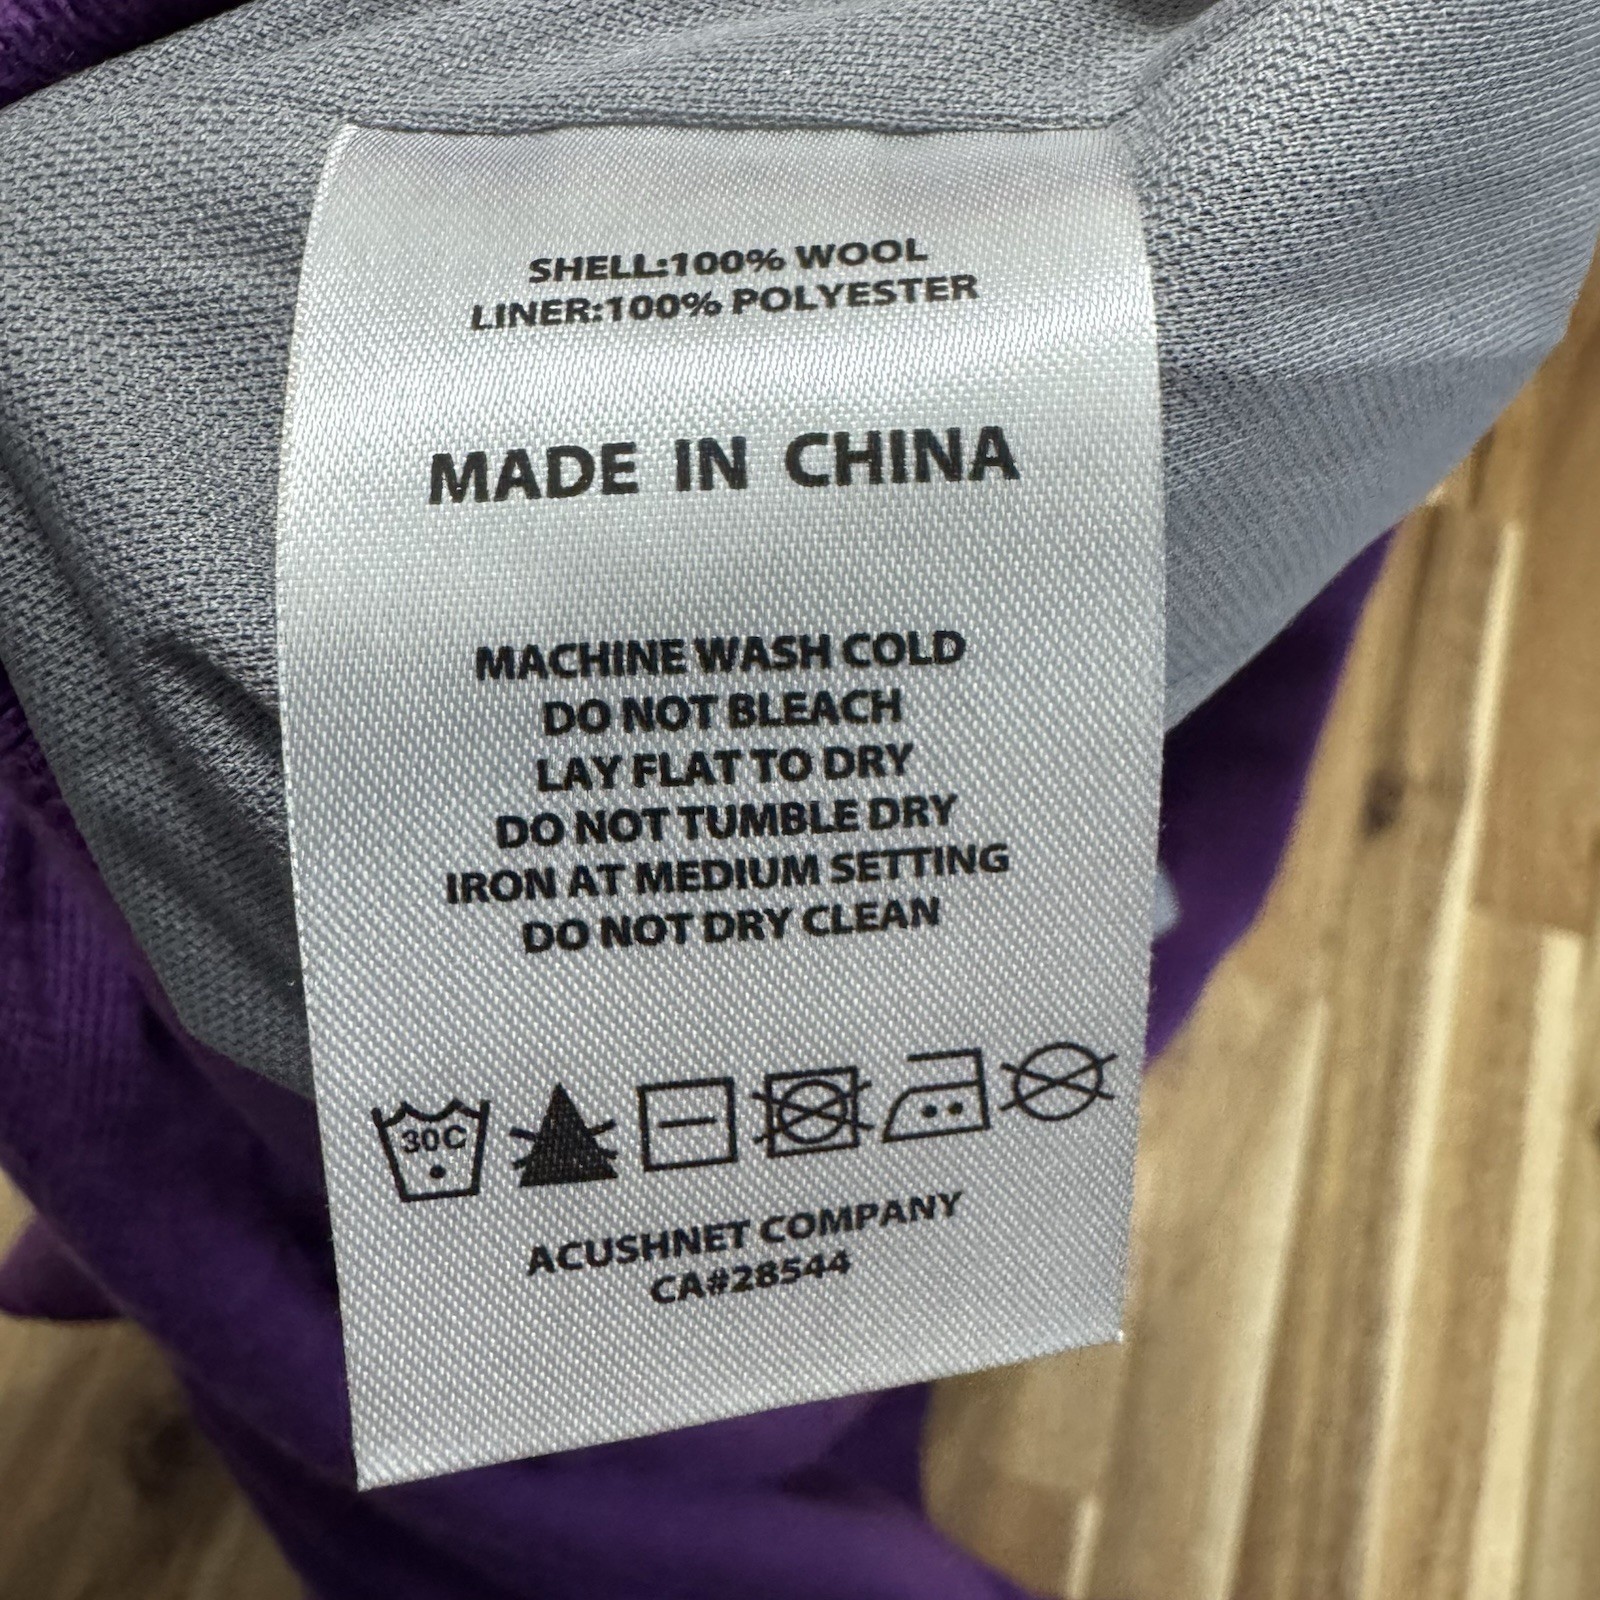 SHELL:100% WOOL
LINER:100% POLYESTER
MADE IN CHINA
MACHINE WASH COLD
DO NOT BLEACH
LAY FLAT TO DRY
DO NOT TUMBLE DRY
IRON AT MEDIUM SETTING
DO NOT DRY CLEAN
30C
ACUSHNET COMPANY
CA#28544